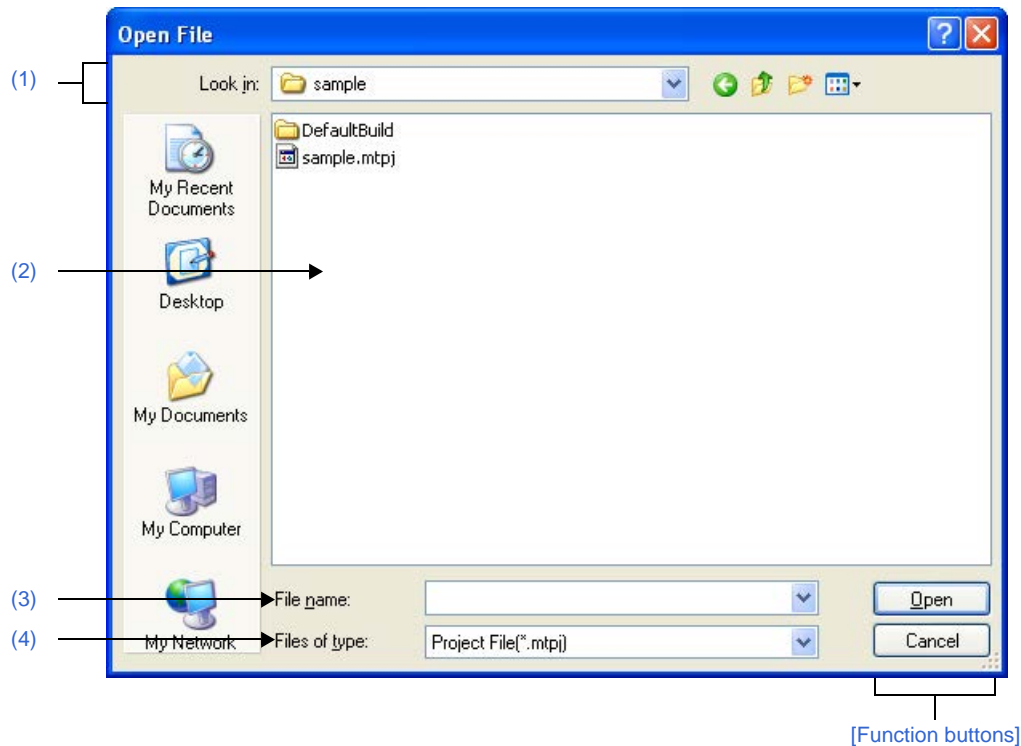 Open File
(1)
Look in:
sample
DefaultBuild
sample.mtpj
My Recent
Documents
(2)
Desktop
My Documents
My Computer
(3)
File name:
Open
(4)
My Network
Files of type:
Project File(*.mtpj)
Cancel
[Function buttons]